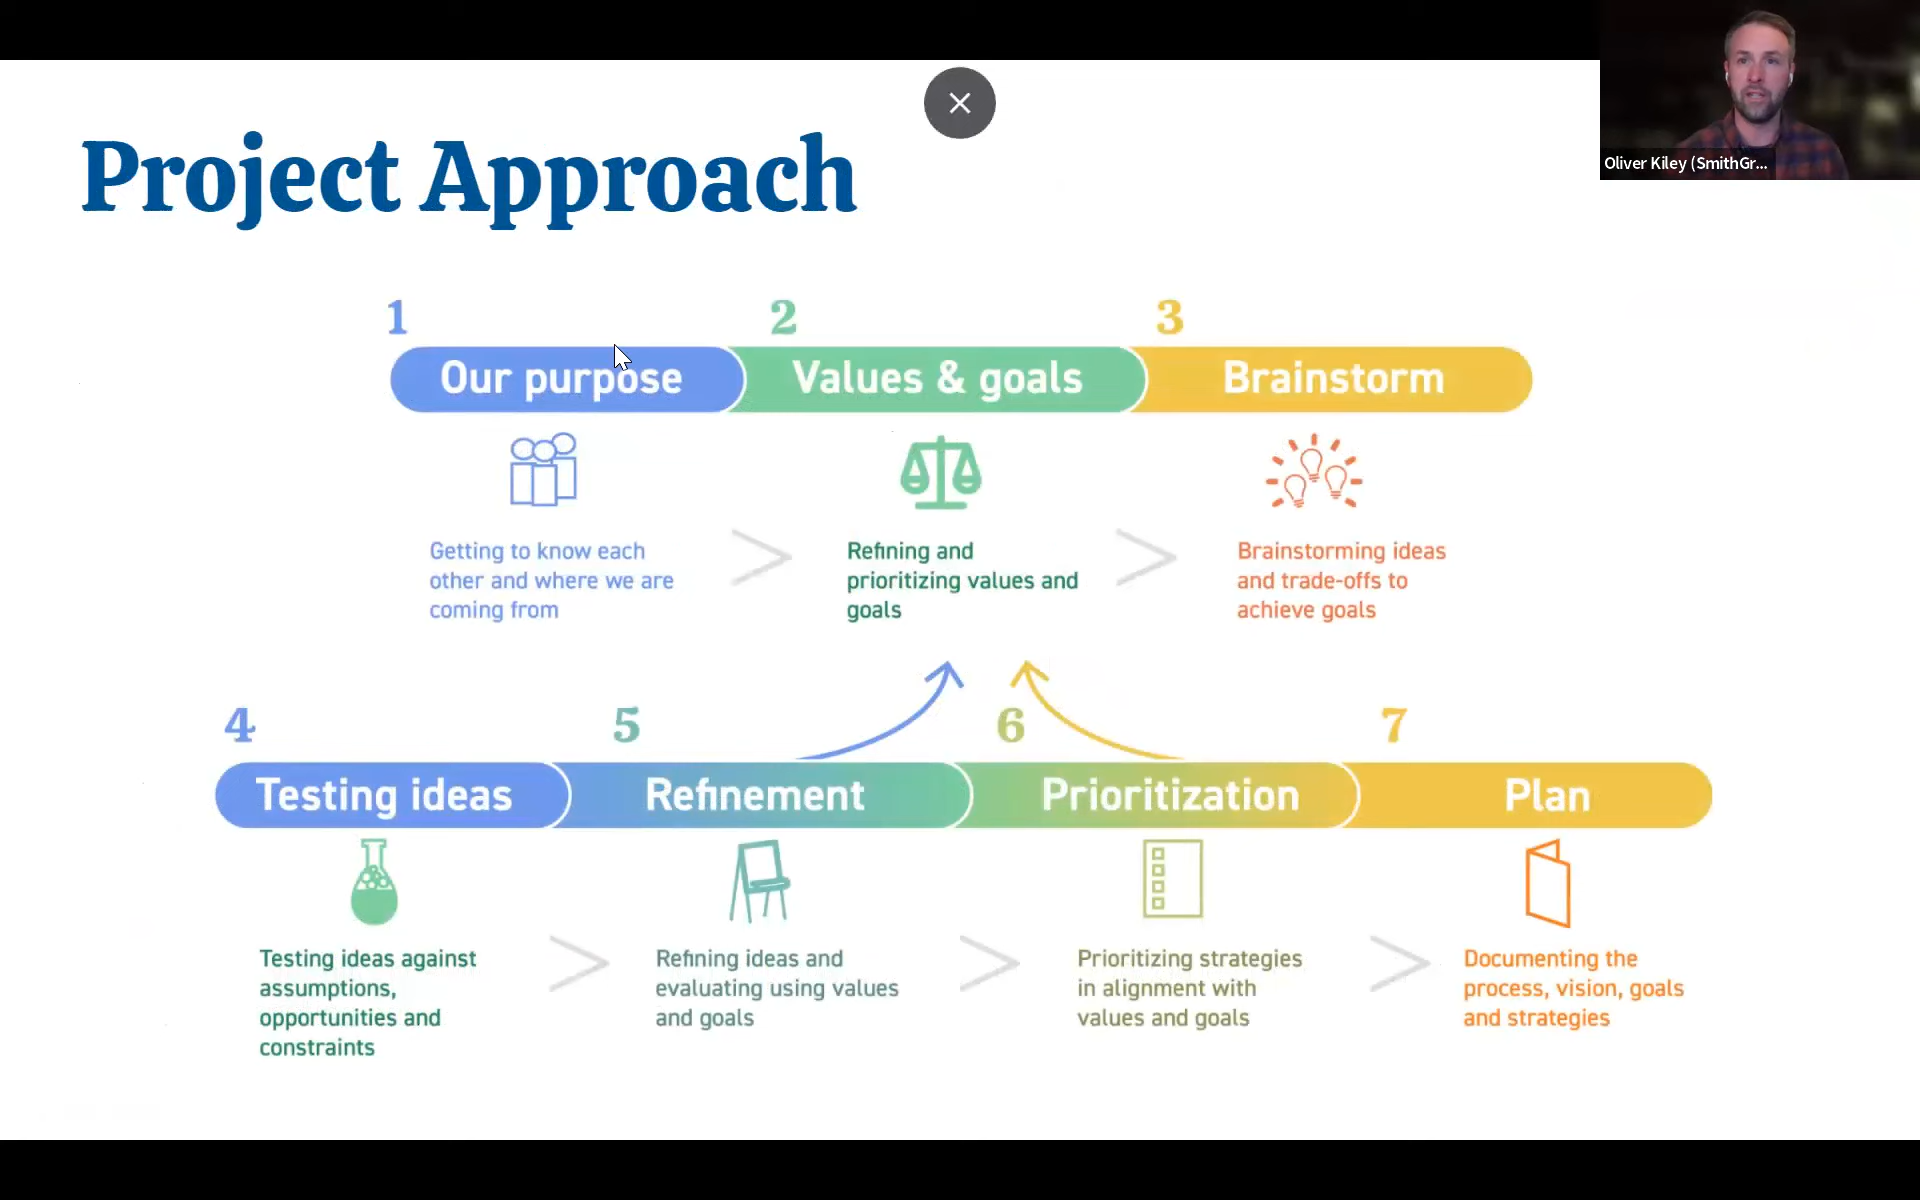 Project Approach
Oliver Kiley (SmithGr...
1
2
3
Our purpose
Values & goals
Brainstorm
Getting to know each
other and where we are
coming from
Refining and
prioritizing values and
goals
Brainstorming ideas
and trade-offs to
achieve goals
4
5
6
7
Testing ideas
Refinement
Prioritization
Plan
Testing ideas against
assumptions,
opportunities and
constraints
Refining ideas and
evaluating using values
and goals
Prioritizing strategies
in alignment with
values and goals
Documenting the
process, vision, goals
and strategies